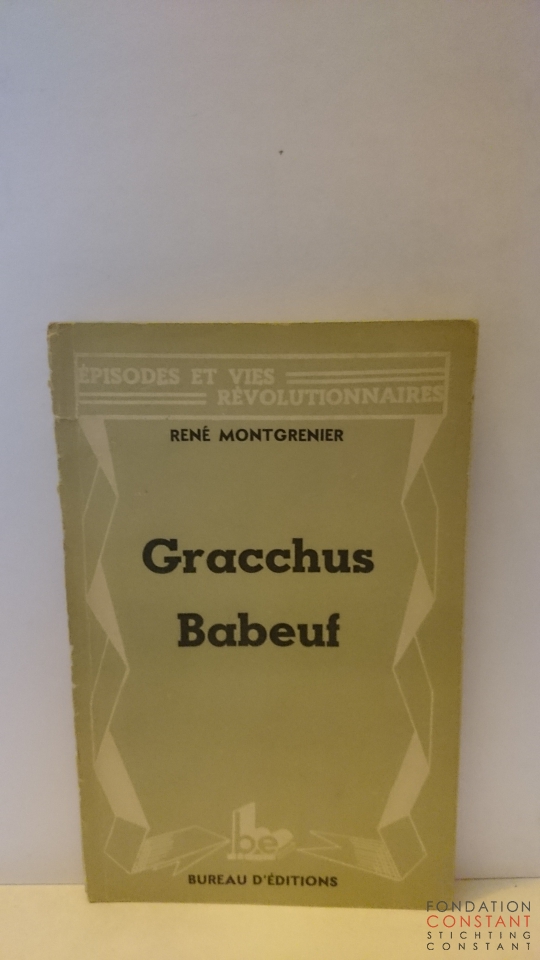 ÉPISODES ET VIES
RÉVOLUTIONNAIRES
RENÉ MONTGRENIER
Gracchus
Babeuf
b.e
BUREAU D'ÉDITIONS
FONDATION
CONSTANT
STICHTING
CONSTANT